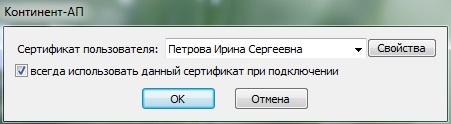 Континент-АП
Сертификат пользователя: Петрова Ирина Сергеевна Свойства
всегда использовать данный сертификат при подключении
ОК Отмена